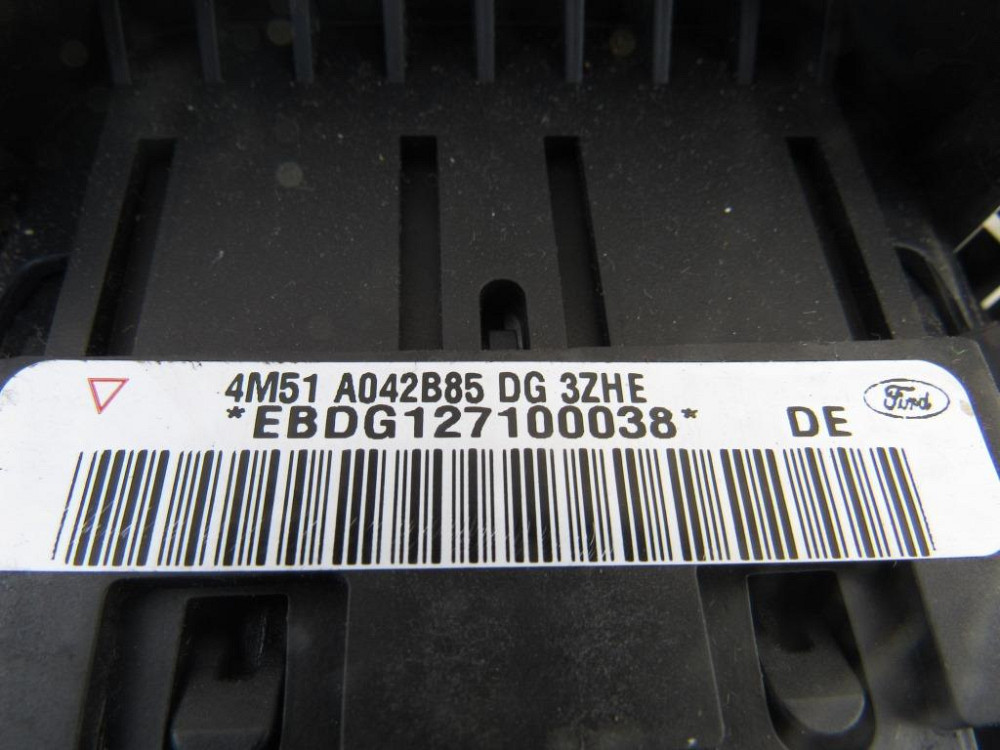 4M51 A042B85 DG 3ZHE
*EBDG127100038* DE
Ford